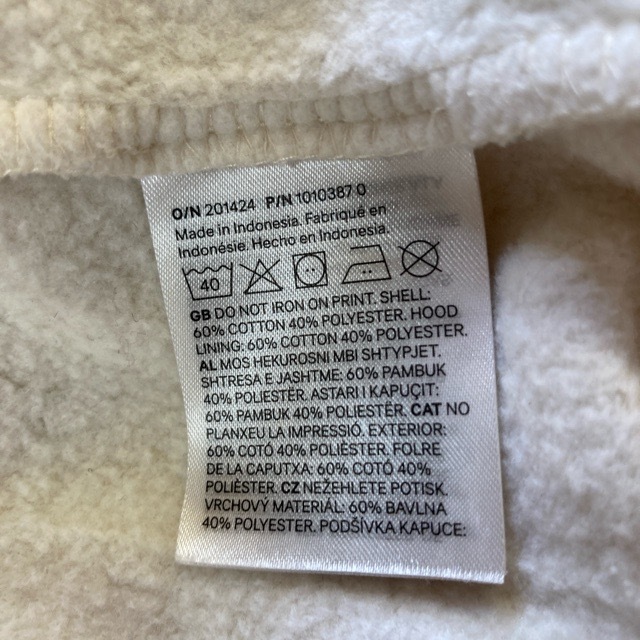 O/N 201424 P/N 1010387 0
Made in Indonesia. Fabriqué en
Indonésie. Hecho en Indonesia.
40
GB DO NOT IRON ON PRINT. SHELL:
60% COTTON 40% POLYESTER. HOOD
LINING: 60% COTTON 40% POLYESTER.
AL MOS HEKUROSNI MBI SHTYPJET.
SHTRESA E JASHTME: 60% PAMBUK
40% POLIESTER. ASTARI I KAPUÇIT:
60% PAMBUK 40% POLIESTER. CAT NO
PLANXEU LA IMPRESSIÓ. EXTERIOR:
60% COTÓ 40% POLIÈSTER. FOLRE
DE LA CAPUTXA: 60% COTÓ 40%
POLIÈSTER. CZ NEŽEHLETE POTISK.
VRCHOVÝ MATERIÁL: 60% BAVLNA
40% POLYESTER. PODŠÍVKA KAPUCE: